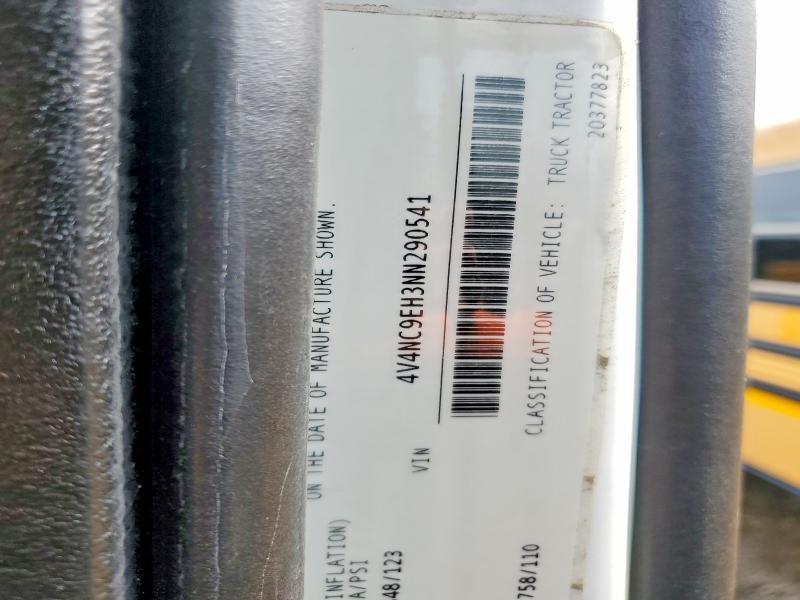 INFLATION) ON THE DATE OF MANUFACTURE SHOWN.
A/PSI
48/123
VIN 4V4NC9EH3NN290541
CLASSIFICATION OF VEHICLE: TRUCK TRACTOR
758/110
20377823